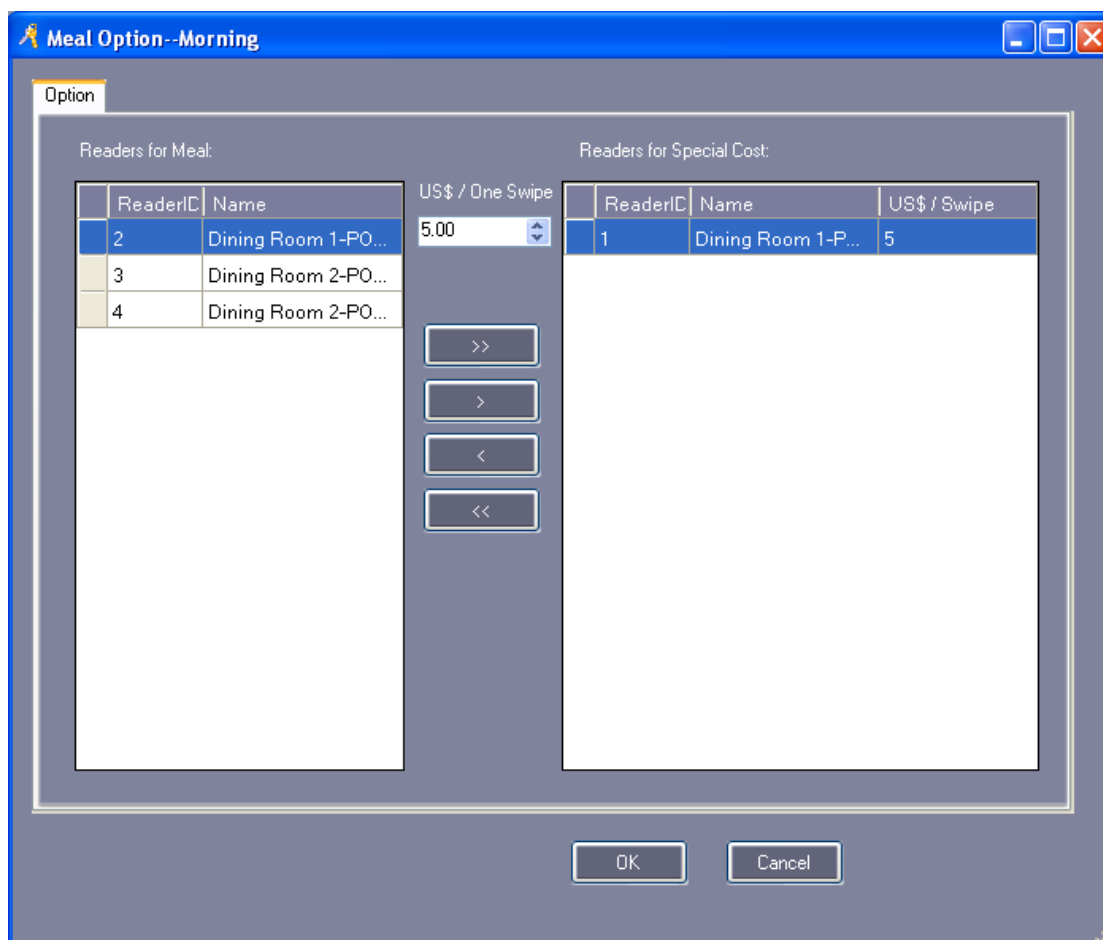 Meal Option--Morning
Option
Readers for Meal:
Readers for Special Cost:
US$ / One Swipe
5.00
ReaderID Name
2 Dining Room 1-PO...
3 Dining Room 2-PO...
4 Dining Room 2-PO...
>>
>
<
<<
ReaderID Name US$ / Swipe
1 Dining Room 1-P... 5
OK Cancel